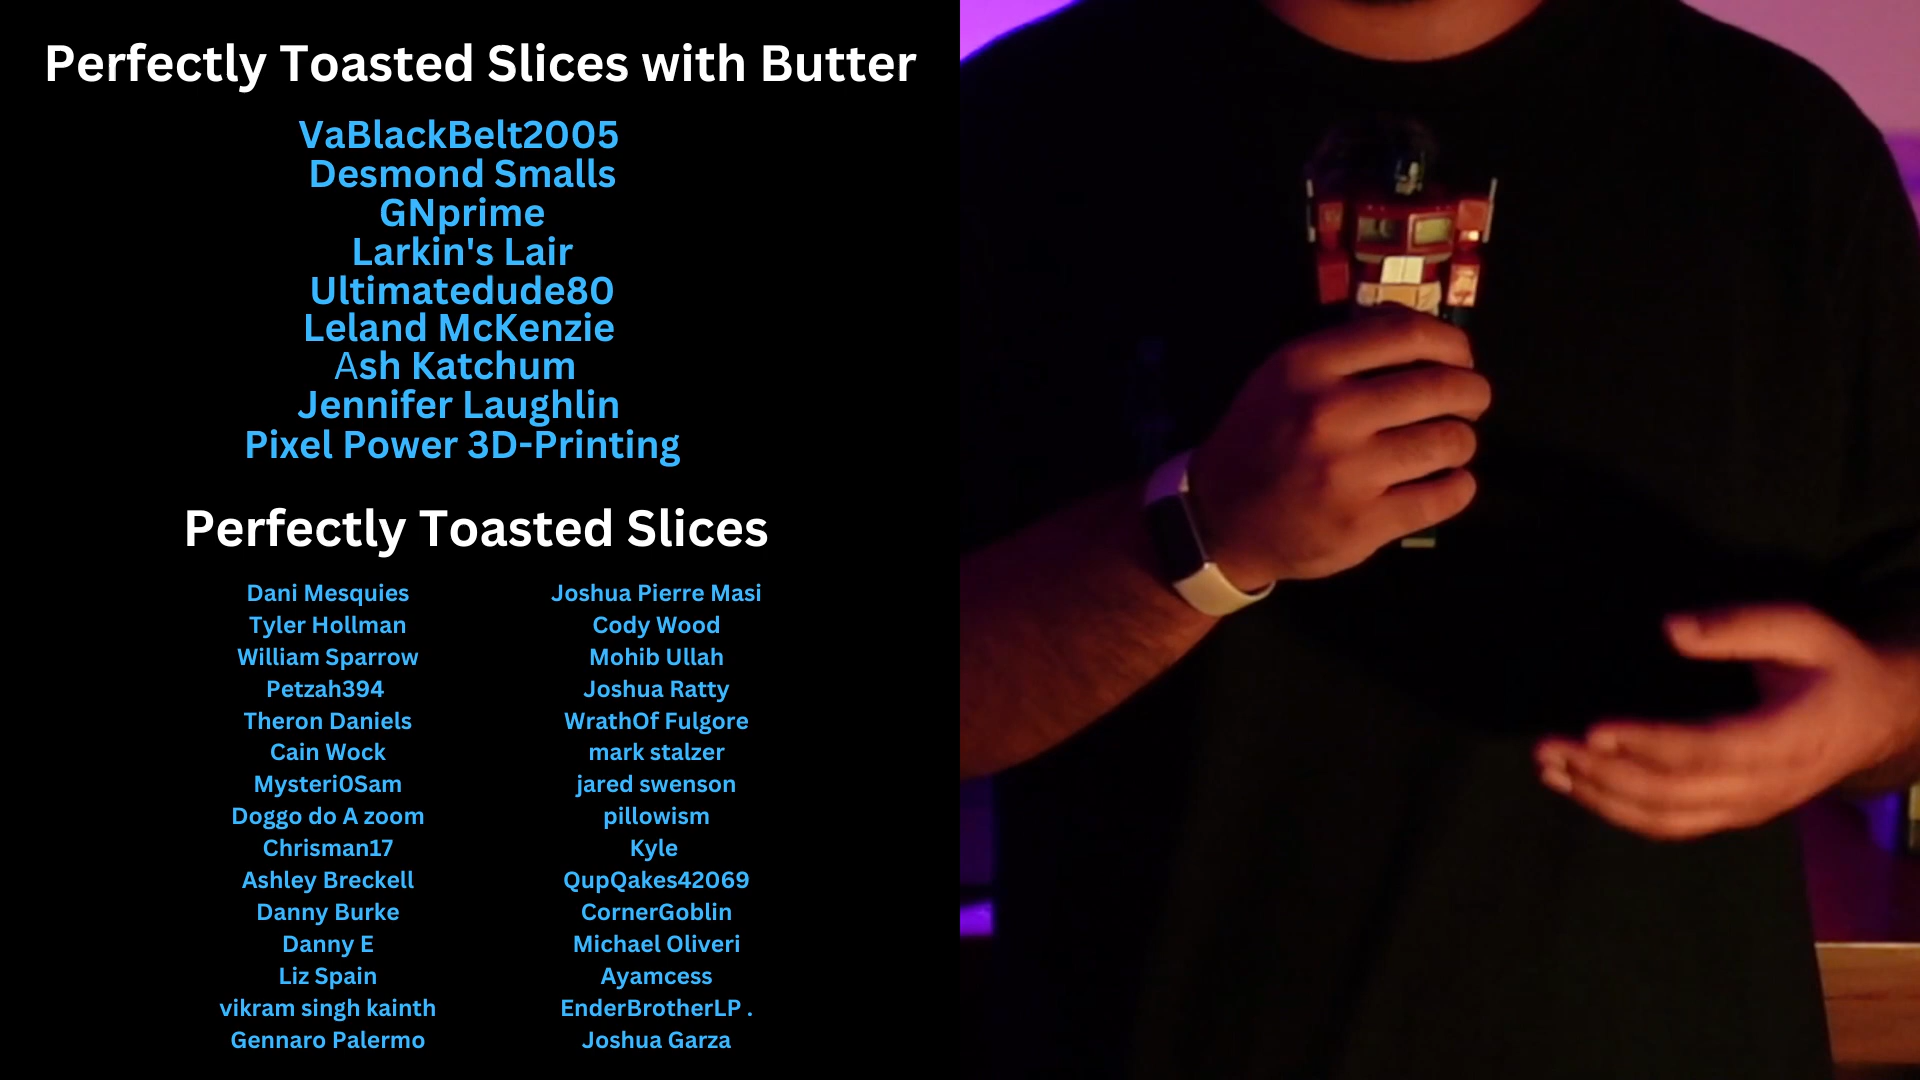 Perfectly Toasted Slices with Butter
VaBlackBelt2005
Desmond Smalls
GNprime
Larkin's Lair
Ultimatedude80
Leland McKenzie
Ash Katchum
Jennifer Laughlin
Pixel Power 3D-Printing
Perfectly Toasted Slices
Dani Mesquies
Tyler Hollman
William Sparrow
Petzah394
Theron Daniels
Cain Wock
Mysteri0Sam
Doggo do A zoom
Chrisman17
Ashley Breckell
Danny Burke
Danny E
Liz Spain
vikram singh kainth
Gennaro Palermo
Joshua Pierre Masi
Cody Wood
Mohib Ullah
Joshua Ratty
WrathOf Fulgore
mark stalzer
jared swenson
pillowism
Kyle
QupQakes42069
CornerGoblin
Michael Oliveri
Ayamcess
EnderBrotherLP .
Joshua Garza